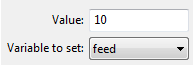 Value: 10
Variable to set: feed